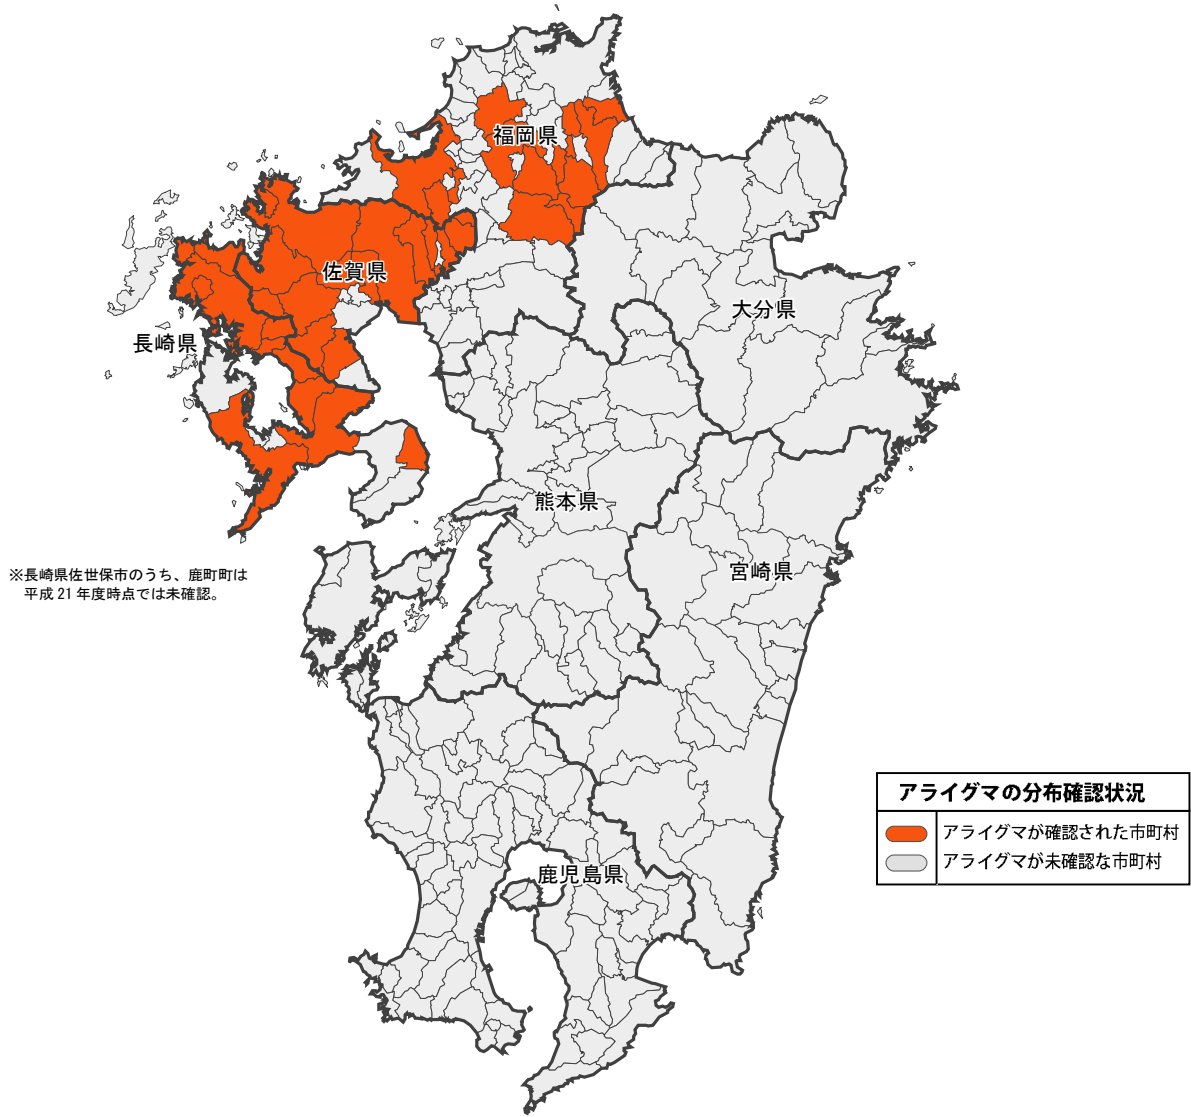 福岡県
佐賀県
大分県
長崎県
熊本県
宮崎県
※長崎県佐世保市のうち、鹿町町は
平成 21 年度時点では未確認。
アライグマの分布確認状況
アライグマが確認された市町村
アライグマが未確認な市町村
鹿児島県